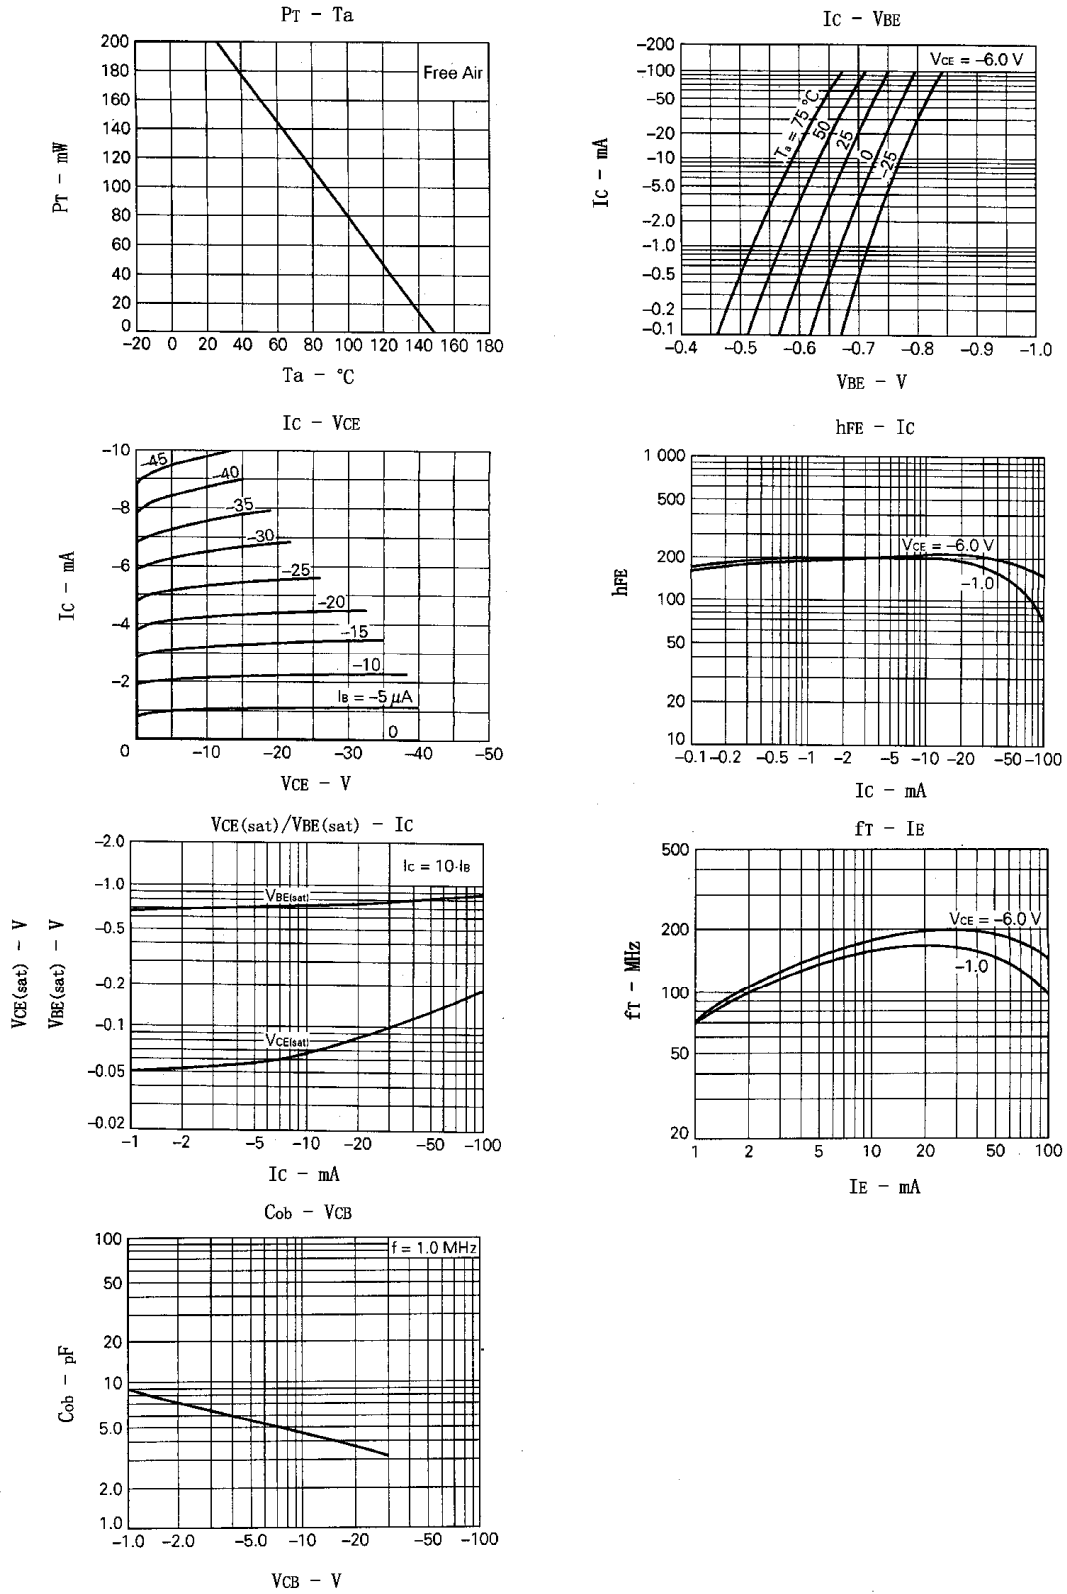 PT - Ta
200
180
160
140
120
100
80
60
40
20
0
Free Air
PT - mW
-20 0 20 40 60 80 100 120 140 160 180
Ta - °C
IC - VBE
-200
-100
-50
-20
-10
-5.0
-2.0
-1.0
-0.5
-0.2
-0.1
VCE = -6.0 V
Ta = 75 °C
50
25
0
-25
IC - mA
-0.4 -0.5 -0.6 -0.7 -0.8 -0.9 -1.0
VBE - V
IC - VCE
-10
-8
-6
-4
-2
-45
-40
-35
-30
-25
-20
-15
-10
IB = -5 μA
0
IC - mA
0 -10 -20 -30 -40 -50
VCE - V
hFE - IC
1 000
500
200
100
50
20
10
VCE = -6.0 V
-1.0
hFE
-0.1 -0.2 -0.5 -1 -2 -5 -10 -20 -50 -100
IC - mA
VCE(sat)/VBE(sat) - IC
-2.0
-1.0
-0.5
-0.2
-0.1
-0.05
-0.02
IC = 10·IB
VBE(sat)
VCE(sat)
VCE(sat) - V
VBE(sat) - V
-1 -2 -5 -10 -50 -100
IC - mA
fT - IE
500
200
100
50
20
VCE = -6.0 V
-1.0
fT - MHz
1 2 5 10 20 50 100
IE - mA
Cob - VCB
100
50
20
10
5.0
2.0
1.0
f = 1.0 MHz
Cob - pF
-1.0 -2.0 -5.0 -10 -20 -50 -100
VCB - V